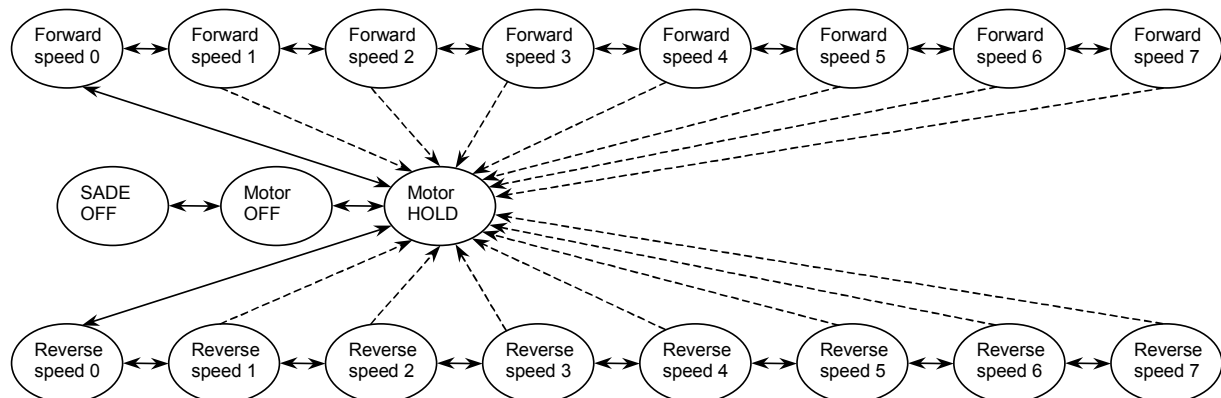 Forward
speed 0
Forward
speed 1
Forward
speed 2
Forward
speed 3
Forward
speed 4
Forward
speed 5
Forward
speed 6
Forward
speed 7
SADE
OFF
Motor
OFF
Motor
HOLD
Reverse
speed 0
Reverse
speed 1
Reverse
speed 2
Reverse
speed 3
Reverse
speed 4
Reverse
speed 5
Reverse
speed 6
Reverse
speed 7